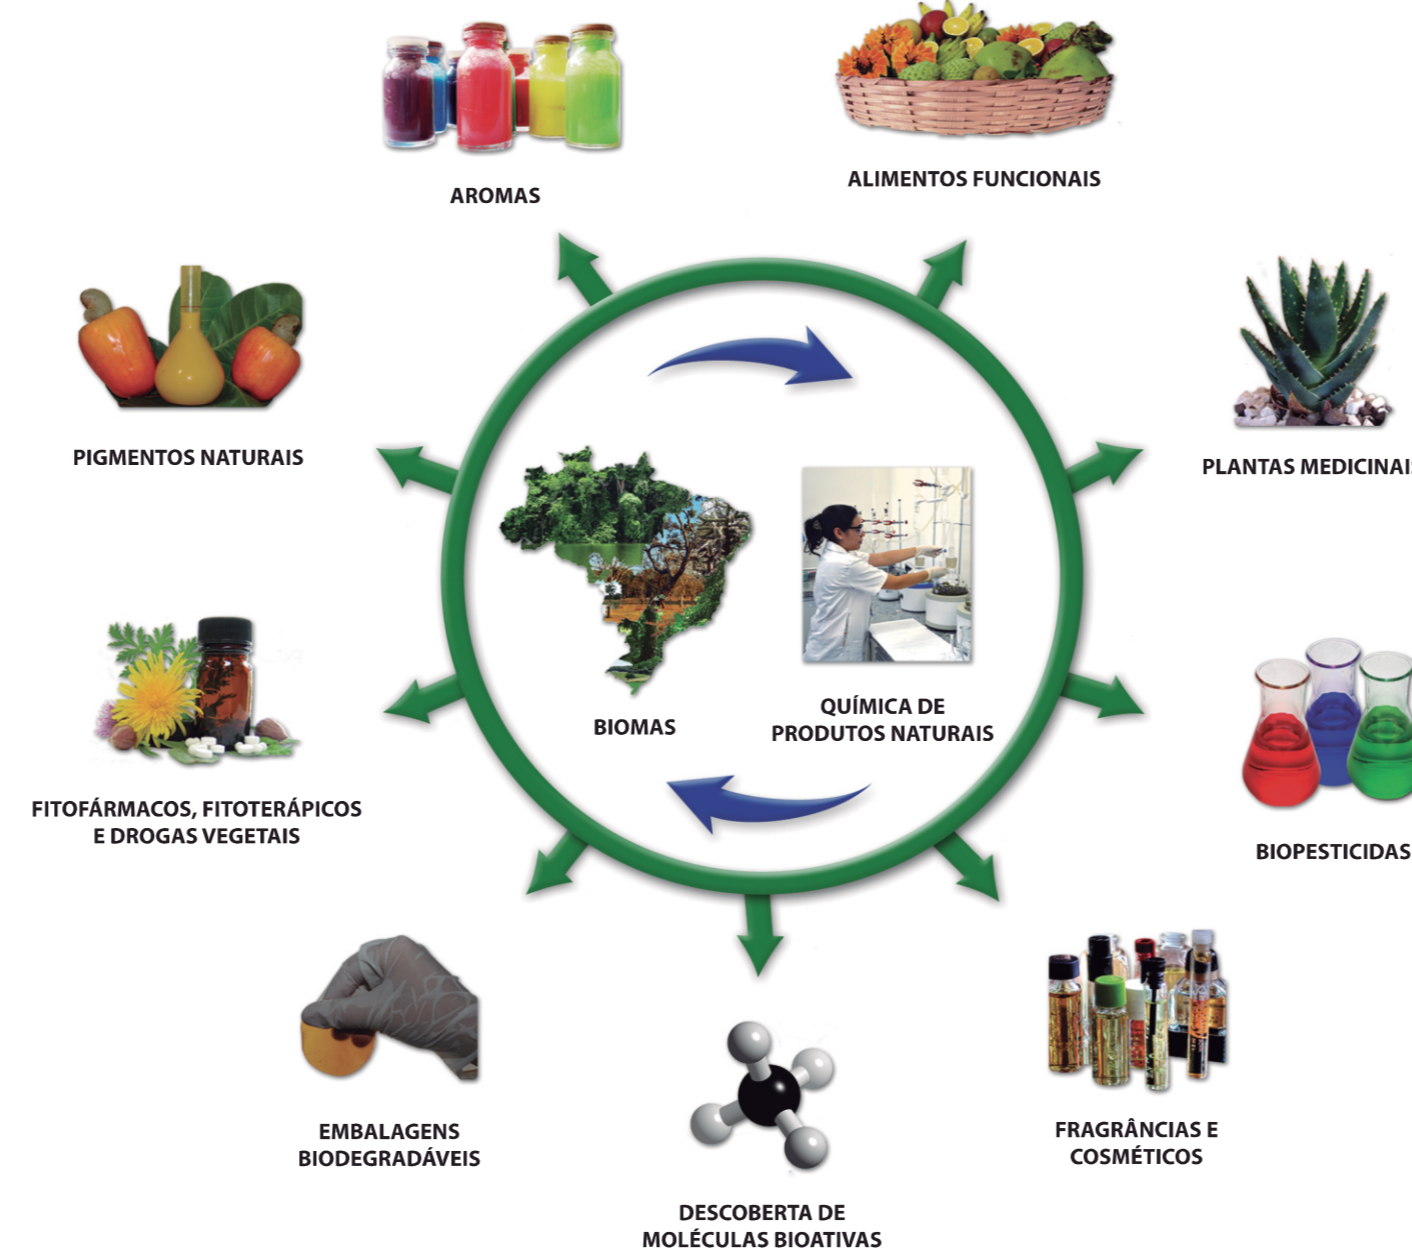 AROMAS
ALIMENTOS FUNCIONAIS
PIGMENTOS NATURAIS
PLANTAS MEDICINAIS
BIOMAS
QUÍMICA DE
PRODUTOS NATURAIS
FITOFÁRMACOS, FITOTERÁPICOS
E DROGAS VEGETAIS
BIOPESTICIDAS
EMBALAGENS
BIODEGRADÁVEIS
FRAGRÂNCIAS E
COSMÉTICOS
DESCOBERTA DE
MOLÉCULAS BIOATIVAS